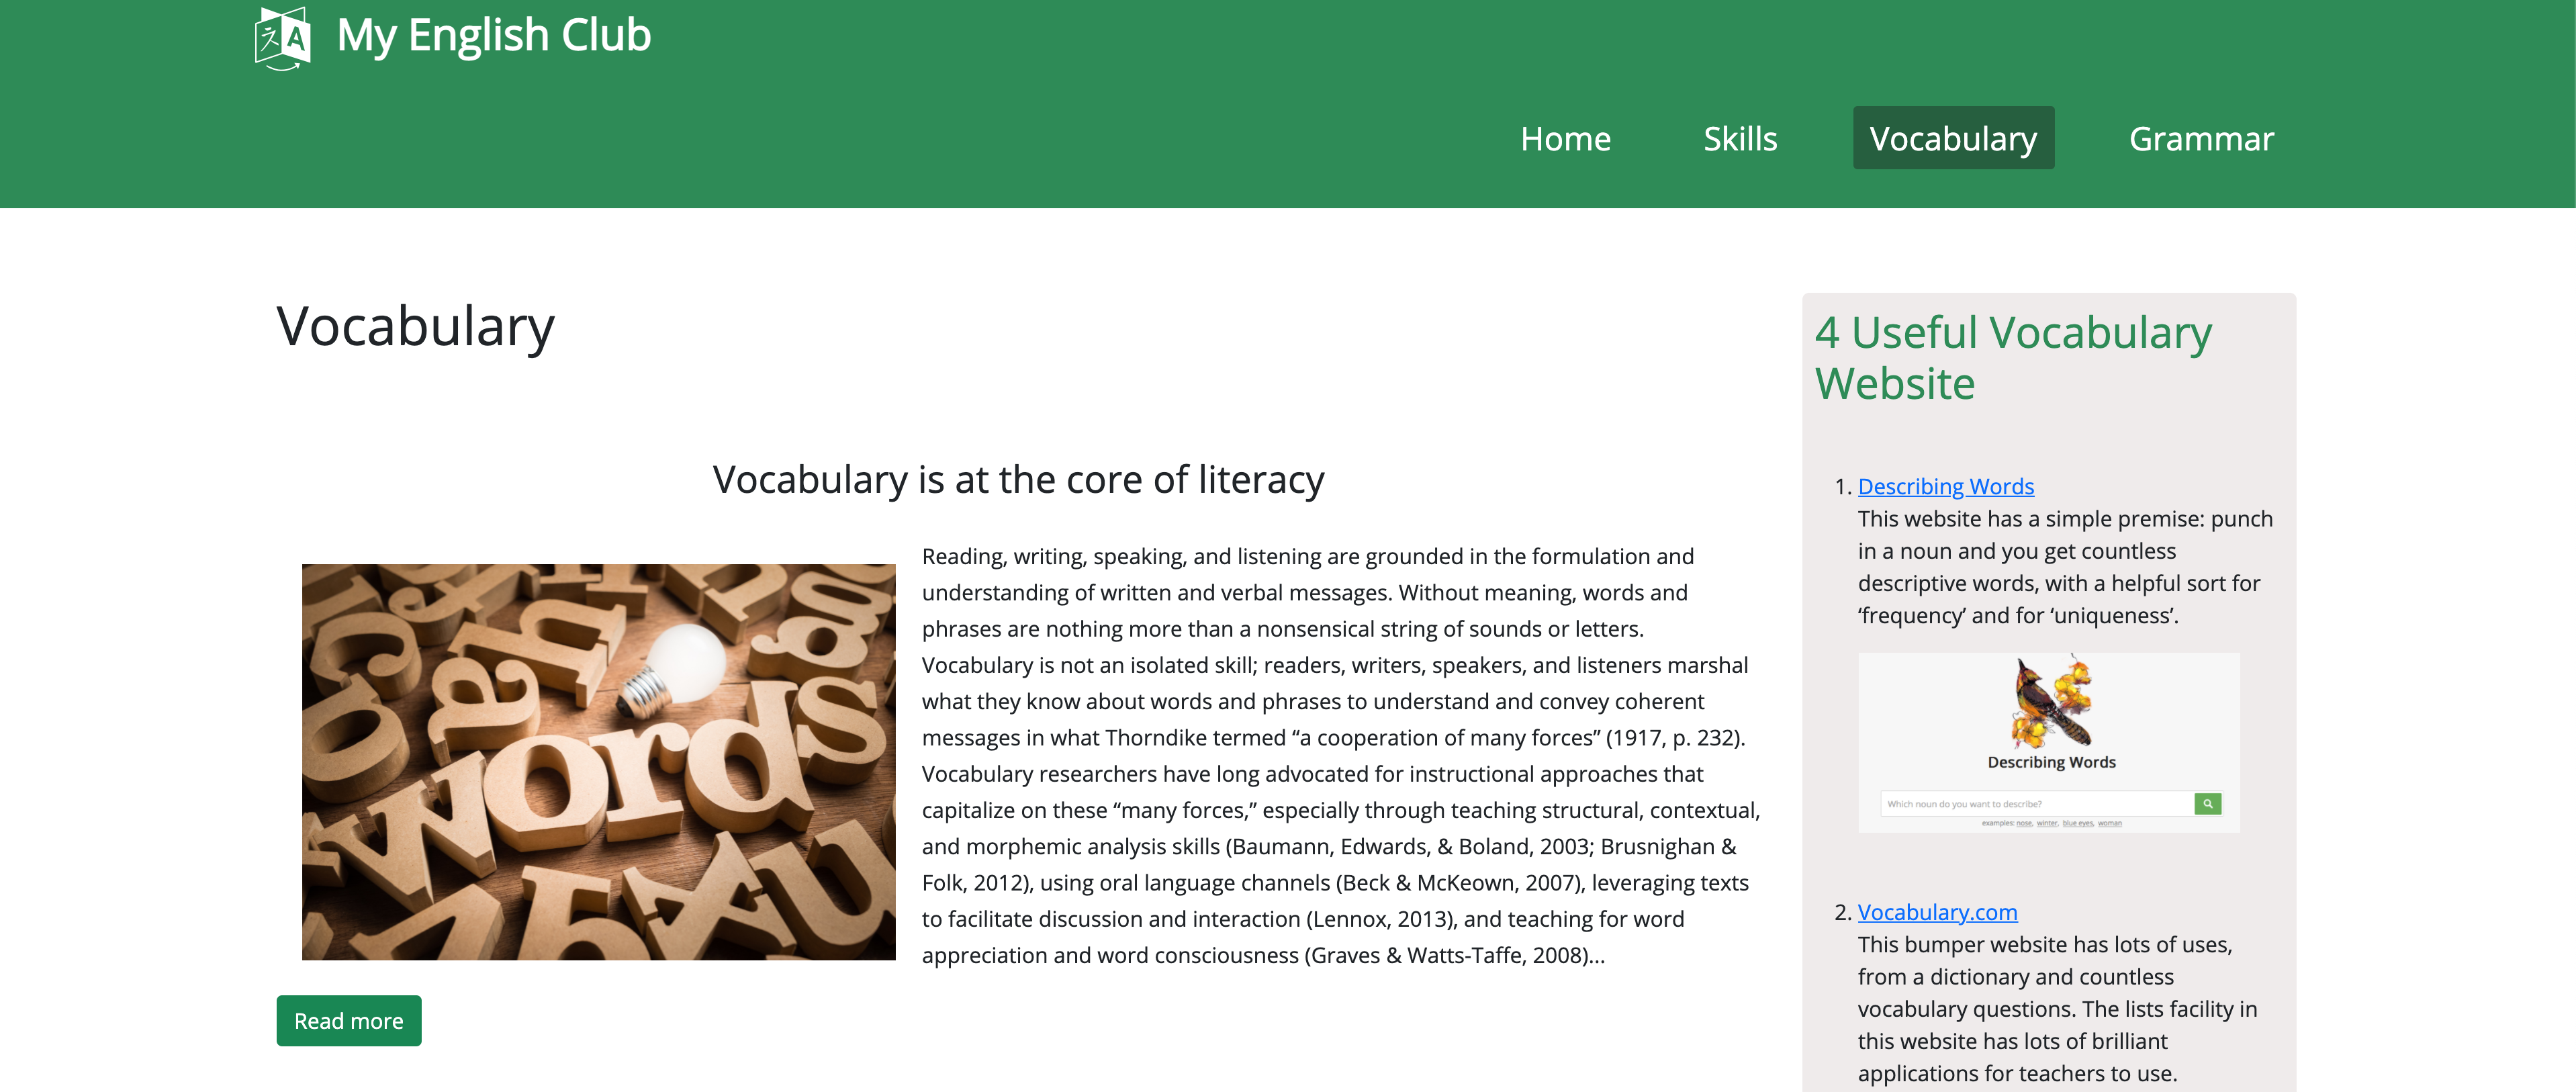 My English Club
Home
Skills
Vocabulary
Grammar
Vocabulary
Vocabulary is at the core of literacy
words
Reading, writing, speaking, and listening are grounded in the formulation and
understanding of written and verbal messages. Without meaning, words and
phrases are nothing more than a nonsensical string of sounds or letters.
Vocabulary is not an isolated skill; readers, writers, speakers, and listeners marshal
what they know about words and phrases to understand and convey coherent
messages in what Thorndike termed “a cooperation of many forces” (1917, p. 232).
Vocabulary researchers have long advocated for instructional approaches that
capitalize on these “many forces,” especially through teaching structural, contextual,
and morphemic analysis skills (Baumann, Edwards, & Boland, 2003; Brusnighan &
Folk, 2012), using oral language channels (Beck & McKeown, 2007), leveraging texts
to facilitate discussion and interaction (Lennox, 2013), and teaching for word
appreciation and word consciousness (Graves & Watts-Taffe, 2008)...
Read more
4 Useful Vocabulary
Website
1. Describing Words
This website has a simple premise: punch
in a noun and you get countless
descriptive words, with a helpful sort for
‘frequency’ and for ‘uniqueness’.
Describing Words
Which noun do you want to describe?
examples: nose, winter, blue eyes, woman
2. Vocabulary.com
This bumper website has lots of uses,
from a dictionary and countless
vocabulary questions. The lists facility in
this website has lots of brilliant
applications for teachers to use.